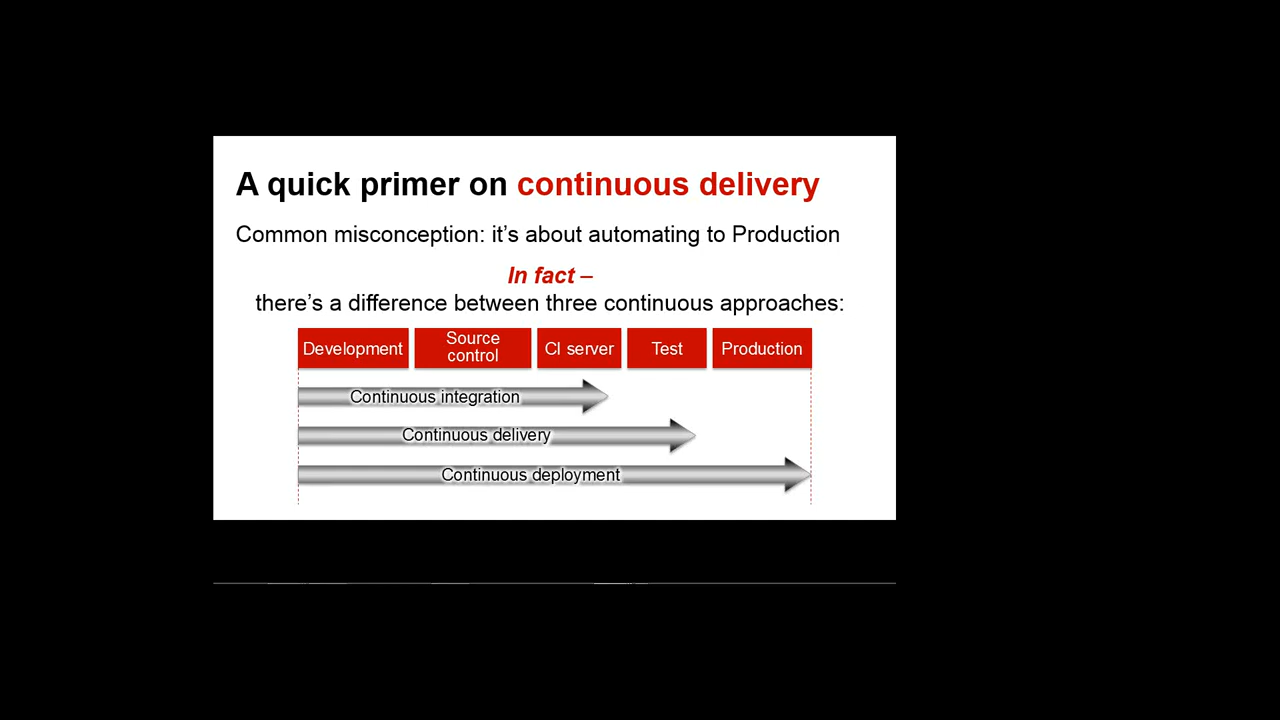 A quick primer on continuous delivery
Common misconception: it’s about automating to Production
In fact –
there’s a difference between three continuous approaches:
Development
Source
control
CI server
Test
Production
Continuous integration
Continuous delivery
Continuous deployment